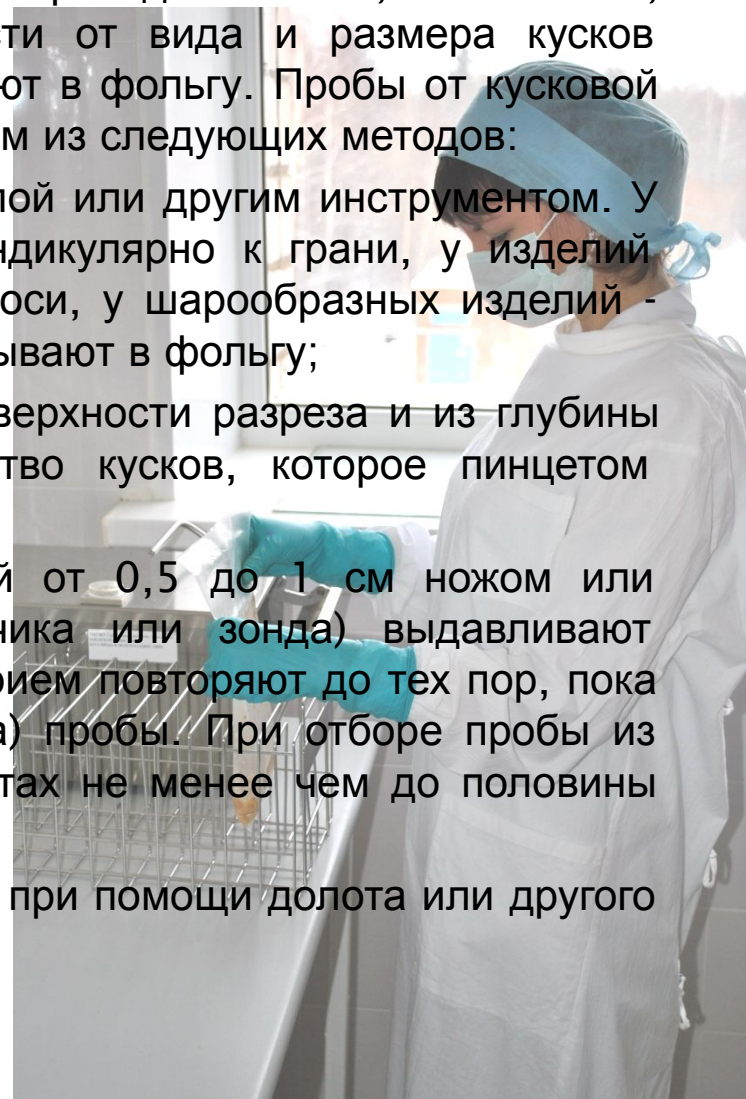 сти от вида и размера кусков
ют в фольгу. Пробы от кусковой
м из следующих методов:
лой или другим инструментом. У
ндикулярно к грани, у изделий
оси, у шарообразных изделий -
ывают в фольгу;
верхности разреза и из глубины
тво кусков, которое пинцетом
й от 0,5 до 1 см ножом или
ника или зонда) выдавливают
рием повторяют до тех пор, пока
а) пробы. При отборе пробы из
тах не менее чем до половины
при помощи долота или другого